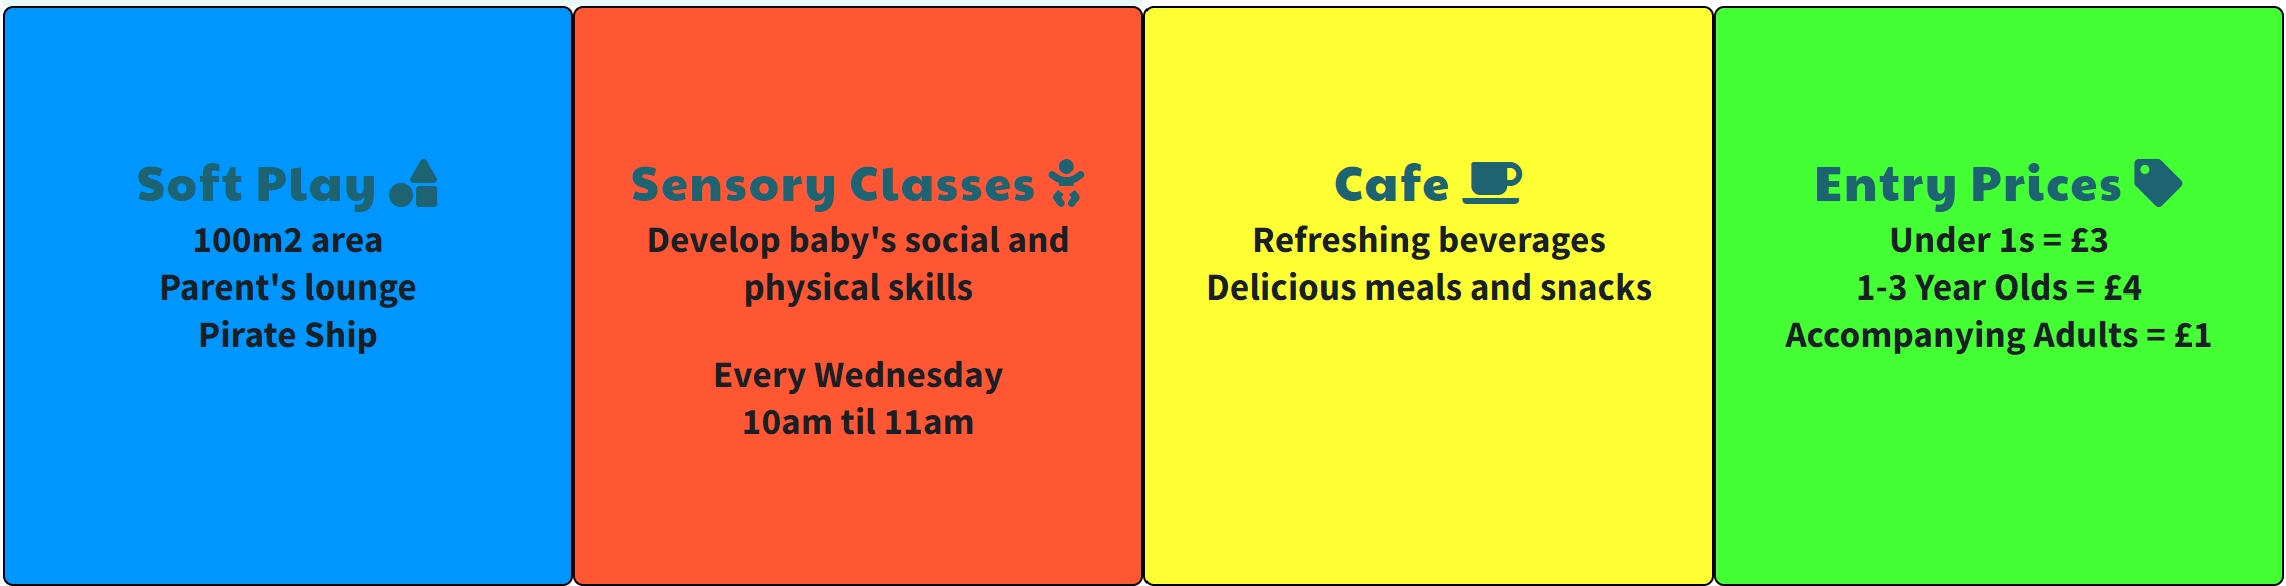 Soft Play
100m2 area
Parent's lounge
Pirate Ship
Sensory Classes
Develop baby's social and
physical skills
Every Wednesday
10am til 11am
Cafe
Refreshing beverages
Delicious meals and snacks
Entry Prices
Under 1s = £3
1-3 Year Olds = £4
Accompanying Adults = £1